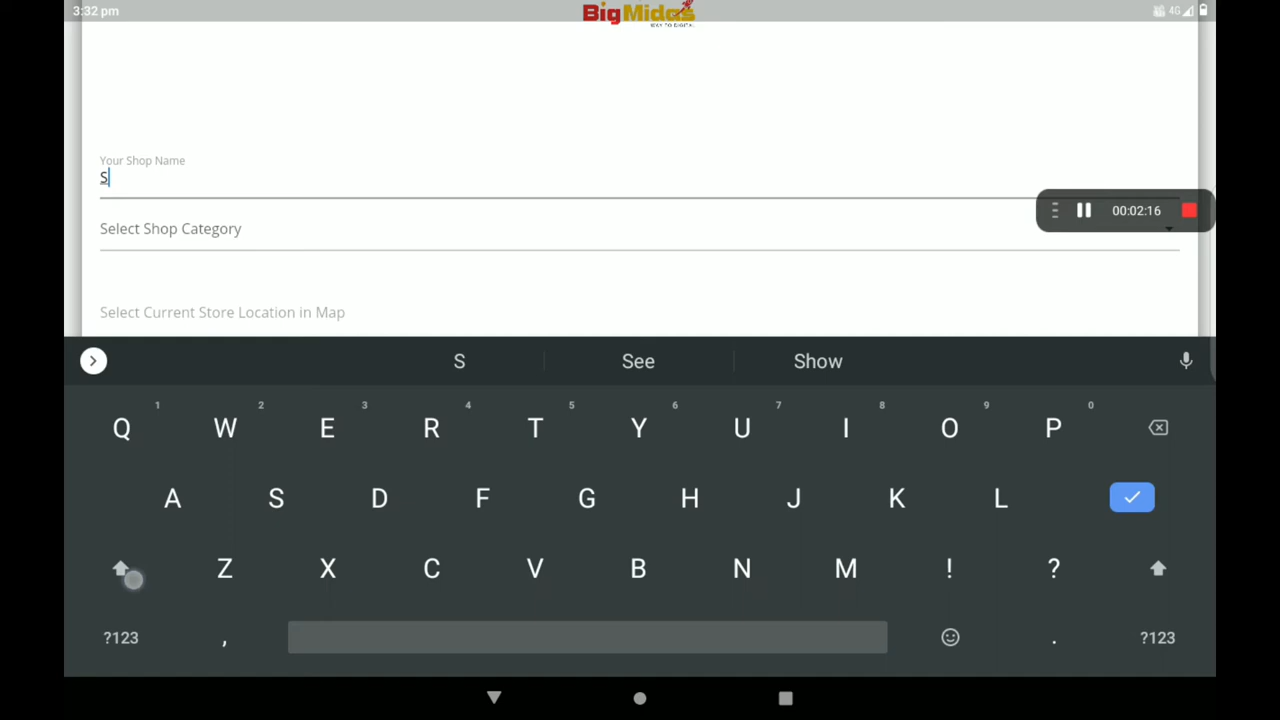 3:32 pm
BigMidas
4G
Your Shop Name
S
Select Shop Category
00:02:16
Select Current Store Location in Map
S See Show
1 2 3 4 5 6 7 8 9 0
Q W E R T Y U I O P
A S D F G H J K L
Z X C V B N M ! ?
?123 , . ?123